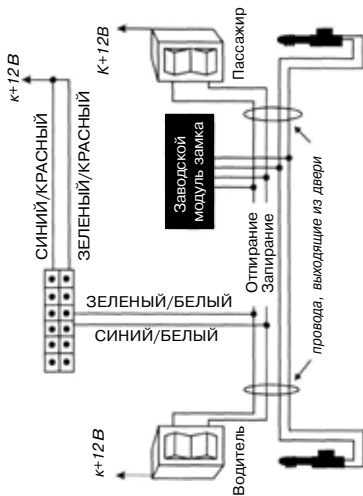 к+12В
СИНИЙ/КРАСНЫЙ
ЗЕЛЕНЫЙ/КРАСНЫЙ
К+12В
Пассажир
Заводской
модуль замка
ЗЕЛЕНЫЙ/БЕЛЫЙ
СИНИЙ/БЕЛЫЙ
Отпирание
Запирание
провода, выходящие из двери
к+12В
Водитель